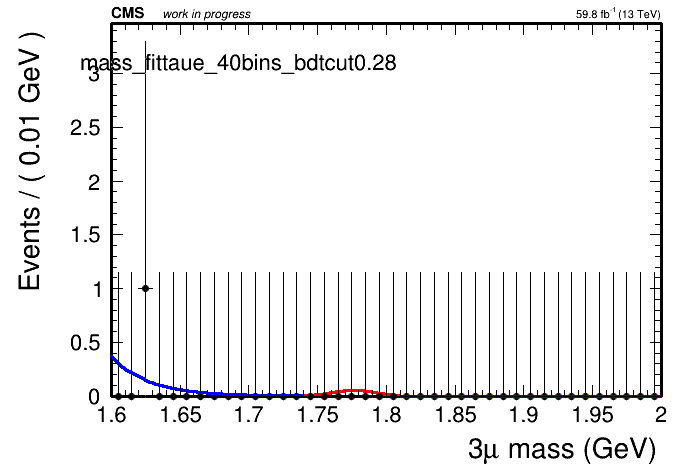 CMS work in progress 59.8 fb-1 (13 TeV)
mass_fittaue_40bins_bdtcut0.28
Events / ( 0.01 GeV )
3
2.5
2
1.5
1
0.5
0
1.6 1.65 1.7 1.75 1.8 1.85 1.9 1.95 2
3μ mass (GeV)